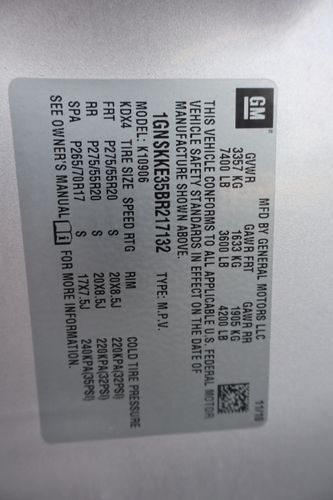 GM
MFD BY GENERAL MOTORS LLC 11/10
GVWR GAWR FRT GAWR RR
3357 KG 1633 KG 1905 KG
7400 LB 3600 LB 4200 LB
THIS VEHICLE CONFORMS TO ALL APPLICABLE U.S. FEDERAL MOTOR
VEHICLE SAFETY STANDARDS IN EFFECT ON THE DATE OF
MANUFACTURE SHOWN ABOVE.
1GNSKKE35BR217132 TYPE: M.P.V.
MODEL: K10906
KDX4 TIRE SIZE SPEED RTG RIM COLD TIRE PRESSURE
FRT P275/55R20 S 20X8.5J 220KPA(32PSI)
RR P275/55R20 S 20X8.5J 220KPA(32PSI)
SPA P265/70R17 S 17X7.5J 240KPA(35PSI)
SEE OWNER'S MANUAL FOR MORE INFORMATION.